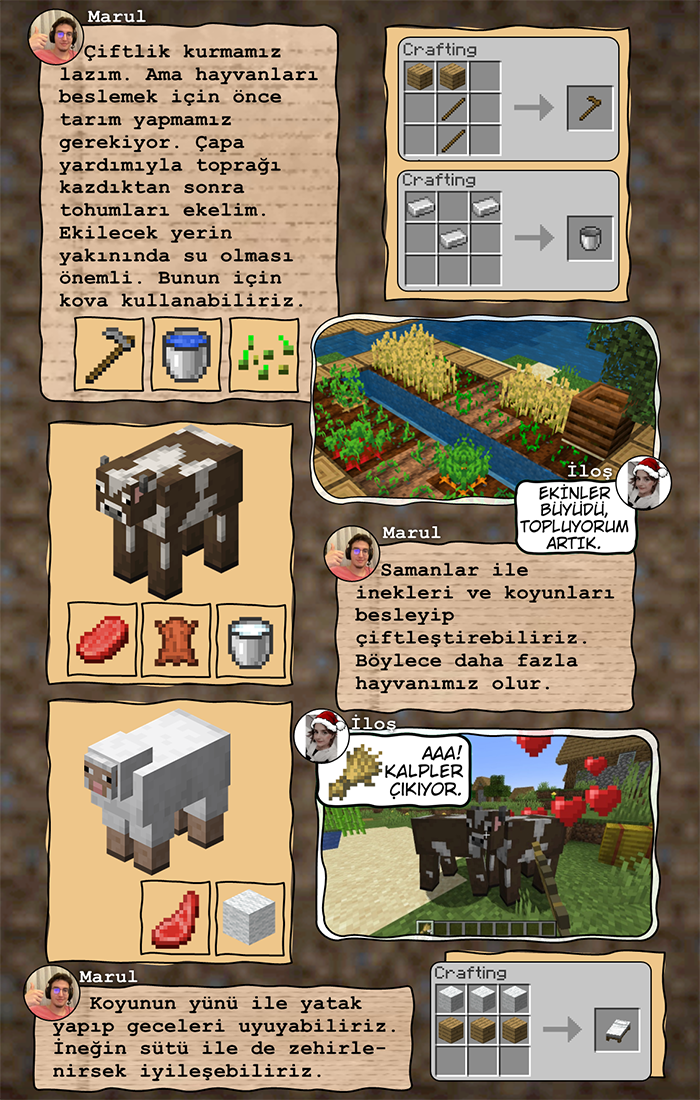 Marul
Çiftlik kurmamız
lazım. Ama hayvanları
beslemek için önce
tarım yapmamız
gerekiyor. Çapa
yardımıyla toprağı
kazdıktan sonra
tohumları ekelim.
Ekilecek yerin
yakınında su olması
önemli. Bunun için
kova kullanabiliriz.
Crafting
Crafting
İloş
EKİNLER
BÜYÜDÜ,
TOPLUYORUM
ARTIK.
Marul
Samanlar ile
inekleri ve koyunları
besleyip
çiftleştirebiliriz.
Böylece daha fazla
hayvanımız olur.
İloş
AAA!
KALPLER
ÇIKIYOR.
Marul
Koyunun yünü ile yatak
yapıp geceleri uyuyabiliriz.
İneğin sütü ile de zehirle-
nirsek iyileşebiliriz.
Crafting